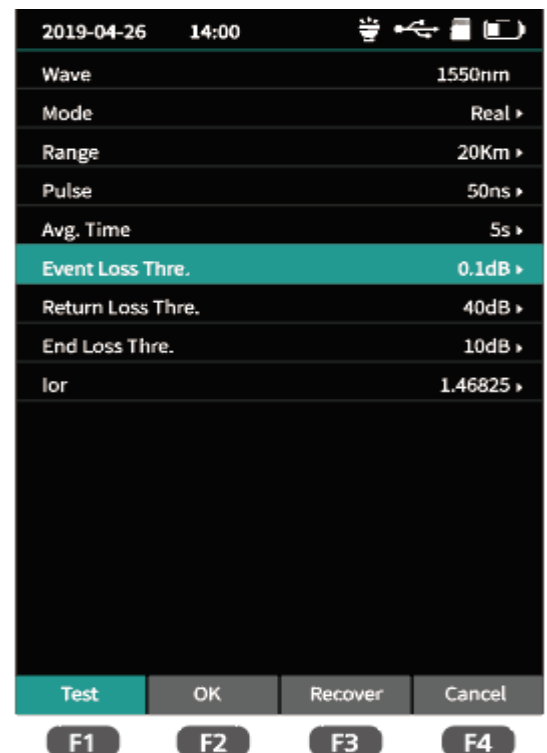 2019-04-26 14:00
Wave 1550nm
Mode Real
Range 20Km
Pulse 50ns
Avg. Time 5s
Event Loss Thre. 0.1dB
Return Loss Thre. 40dB
End Loss Thre. 10dB
Ior 1.46825
Test OK Recover Cancel
F1 F2 F3 F4